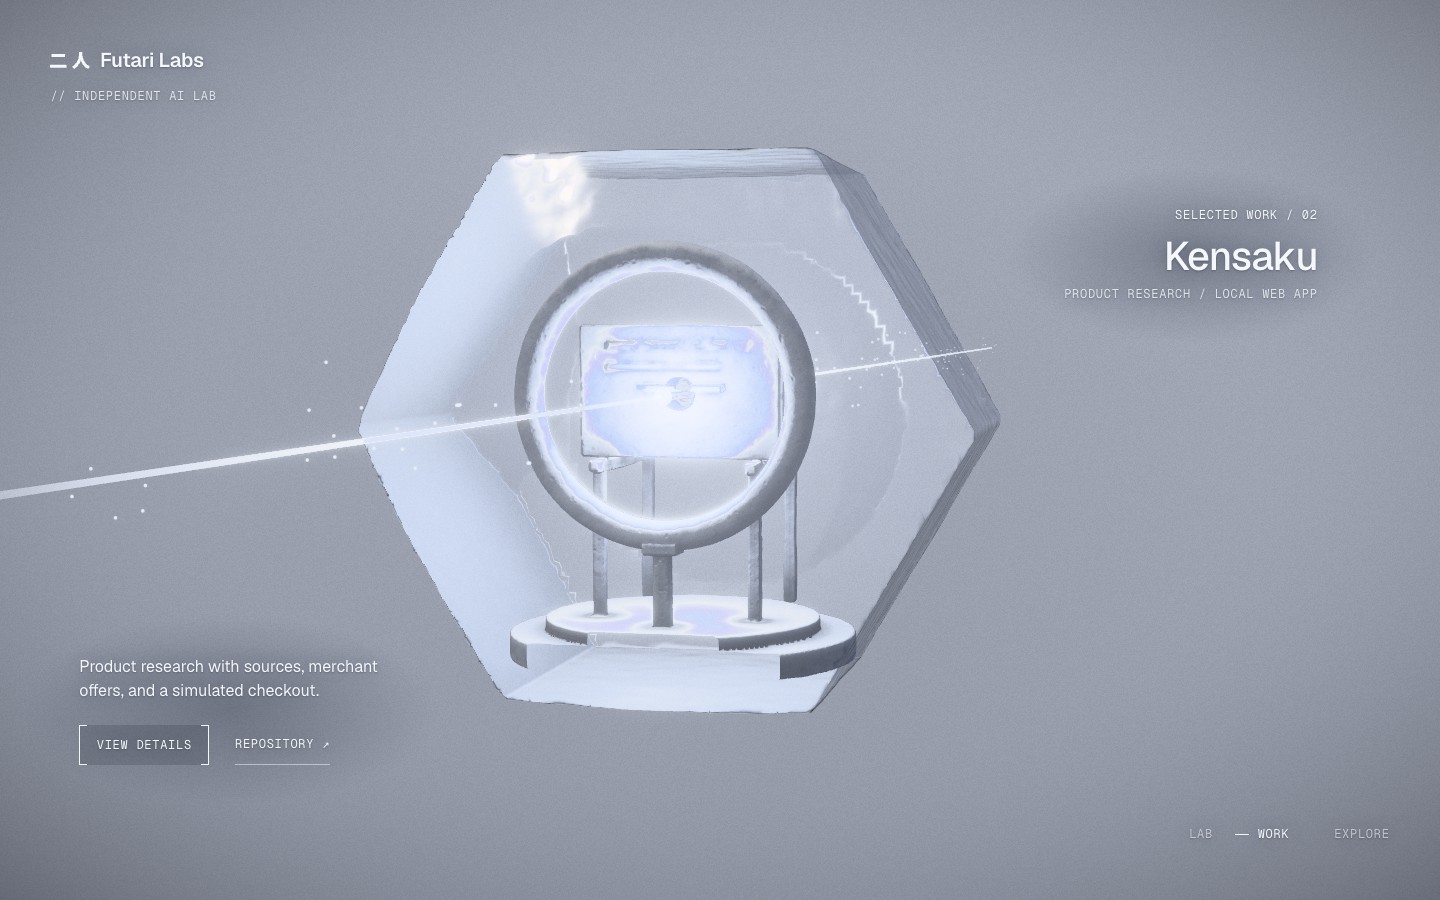 二人 Futari Labs
// INDEPENDENT AI LAB
SELECTED WORK / 02
Kensaku
PRODUCT RESEARCH / LOCAL WEB APP
Product research with sources, merchant
offers, and a simulated checkout.
VIEW DETAILS
REPOSITORY ↗
LAB
— WORK
EXPLORE